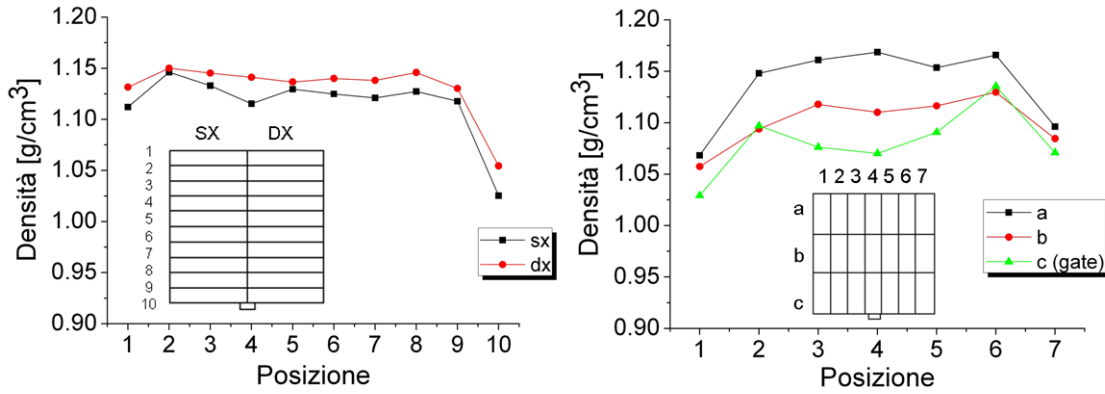 1.20
1.15
1.10
1.05
1.00
0.95
0.90
Densità [g/cm3]
SX DX
1
2
3
4
5
6
7
8
9
10
sx
dx
1 2 3 4 5 6 7 8 9 10
Posizione
1.20
1.15
1.10
1.05
1.00
0.95
0.90
Densità [g/cm3]
1 2 3 4 5 6 7
a
b
c
a
b
c (gate)
1 2 3 4 5 6 7
Posizione